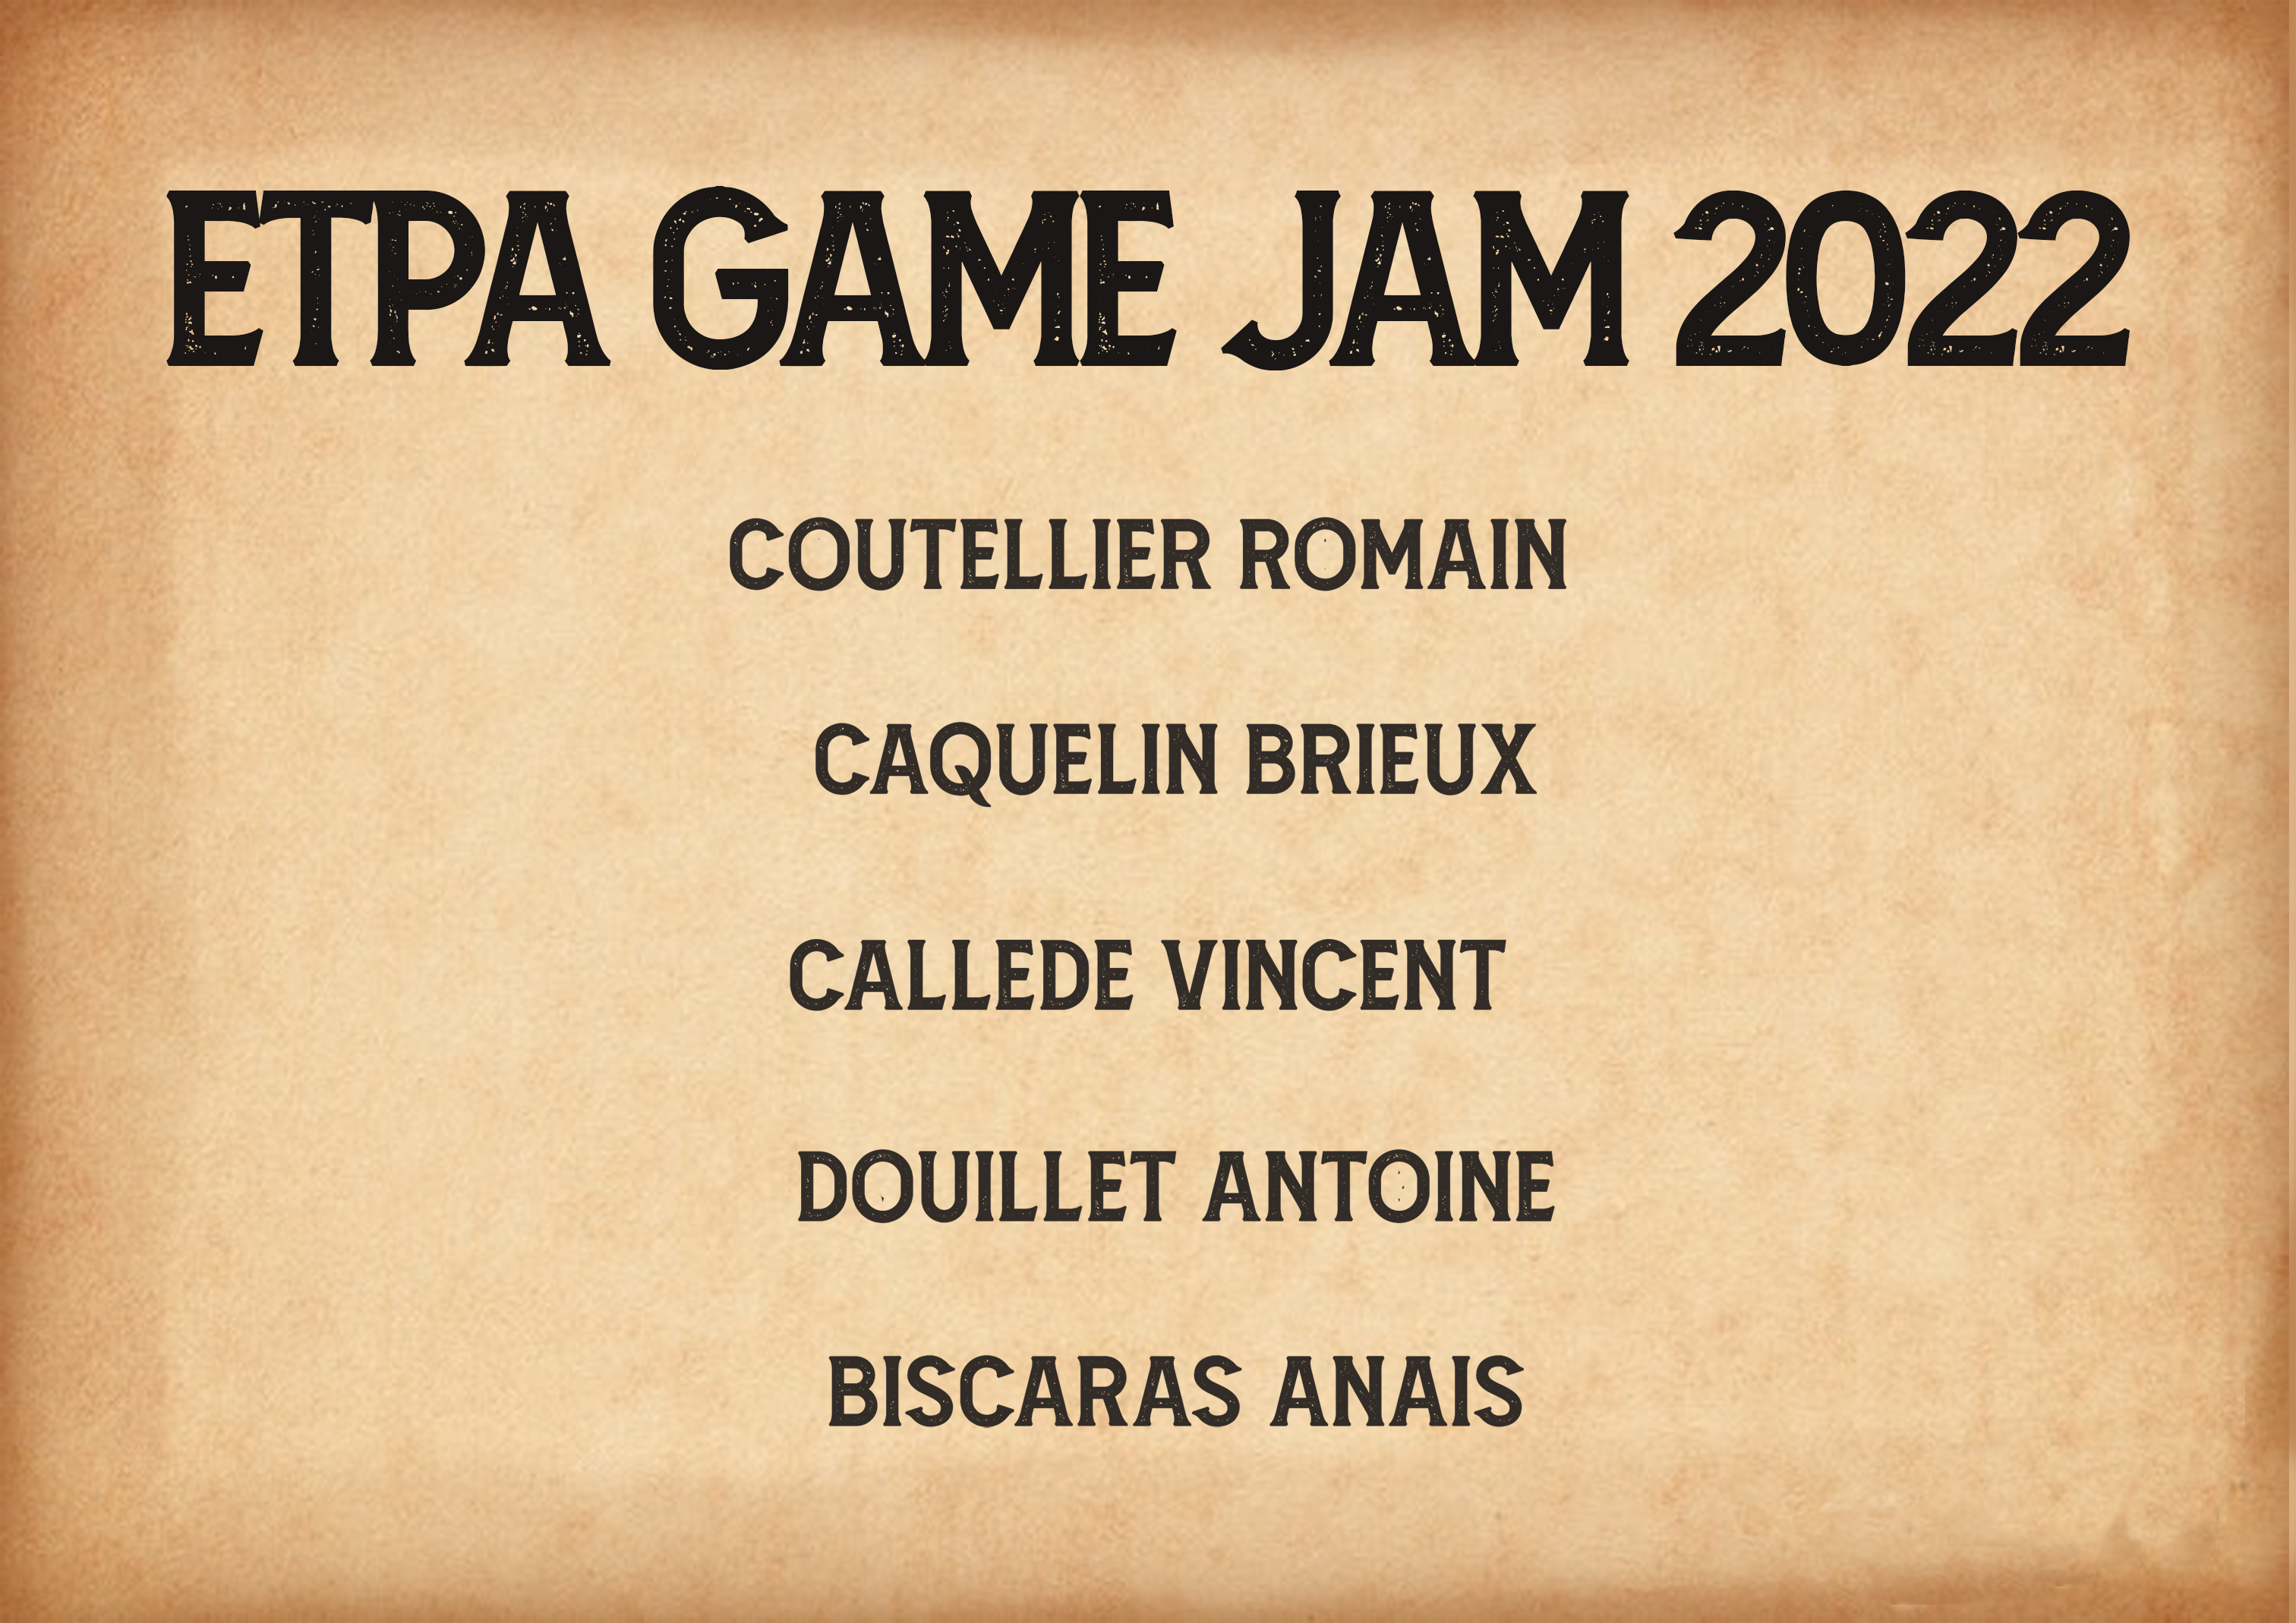 ETPA GAME JAM 2022
COUTELLIER ROMAIN
CAQUELIN BRIEUX
CALLEDE VINCENT
DOUILLET ANTOINE
BISCARAS ANAIS